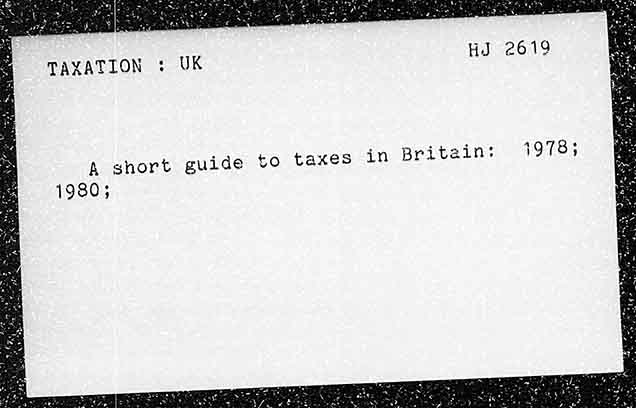 TAXATION : UK HJ 2619
A short guide to taxes in Britain: 1978;
1980;